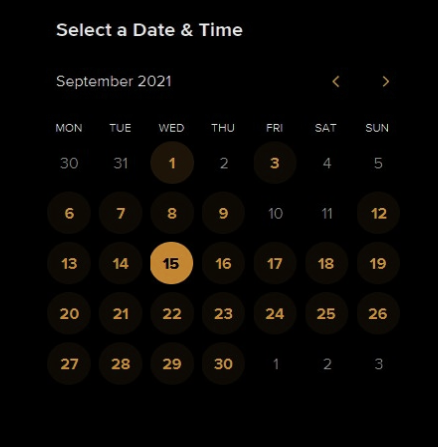 Select a Date & Time
September 2021 < >
MON TUE WED THU FRI SAT SUN
30 31 1 2 3 4 5
6 7 8 9 10 11 12
13 14 15 16 17 18 19
20 21 22 23 24 25 26
27 28 29 30 1 2 3